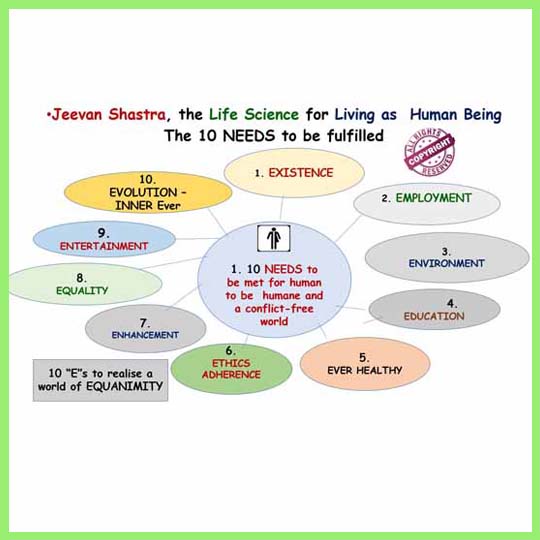 •Jeevan Shastra, the Life Science for Living as Human Being
The 10 NEEDS to be fulfilled
ALL RIGHTS
COPYRIGHT
RESERVED
1. EXISTENCE
2. EMPLOYMENT
3.
ENVIRONMENT
4.
EDUCATION
5.
EVER HEALTHY
6.
ETHICS
ADHERENCE
7.
ENHANCEMENT
8.
EQUALITY
9.
ENTERTAINMENT
10.
EVOLUTION –
INNER Ever
1. 10 NEEDS to
be met for human
to be humane and
a conflict-free
world
10 “E”s to realise a
world of EQUANIMITY